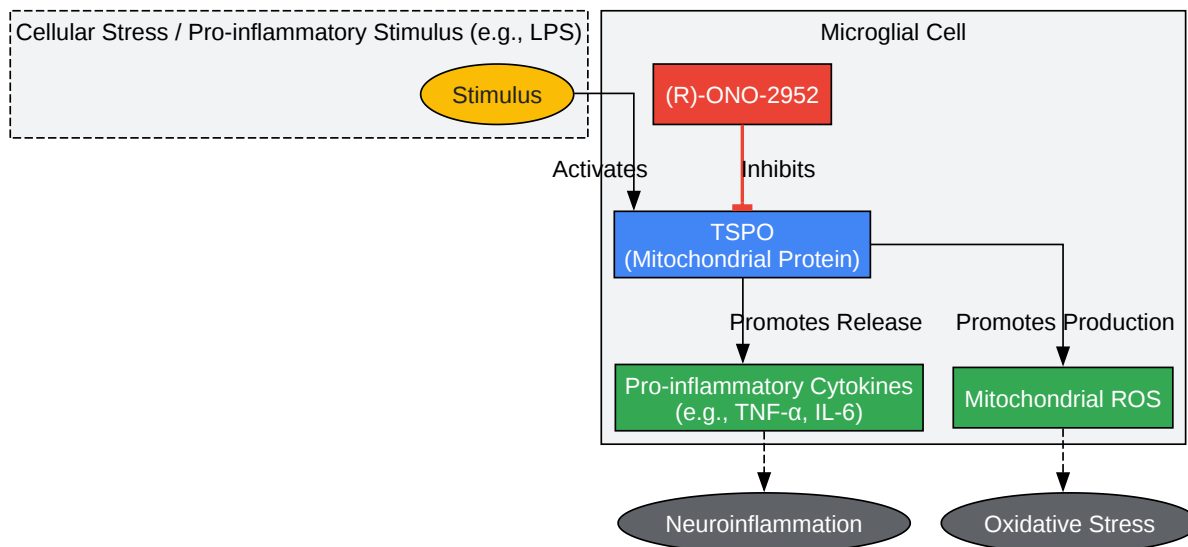 Cellular Stress / Pro-inflammatory Stimulus (e.g., LPS)
Microglial Cell
Stimulus
(R)-ONO-2952
Activates
Inhibits
TSPO
(Mitochondrial Protein)
Promotes Release
Promotes Production
Pro-inflammatory Cytokines
(e.g., TNF-α, IL-6)
Mitochondrial ROS
Neuroinflammation
Oxidative Stress